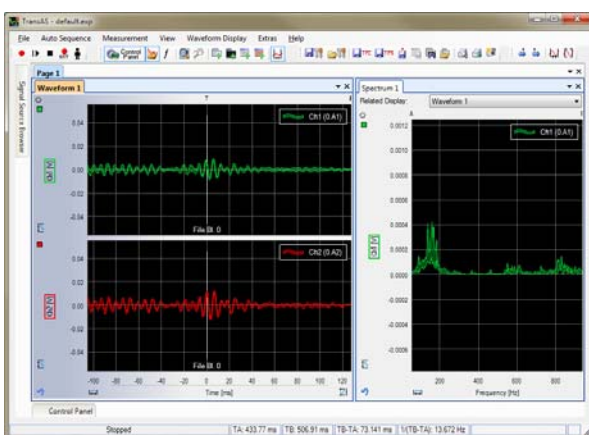 TransAS - default.exp
File Auto Sequence Measurement View Waveform Display Extras Help
Control Panel
Page 1
Signal Source Browser
Waveform 1
Ch1 (0.A1)
0.04
0.02
0.00
-0.02
-0.04
Ch1 [V]
File BI. 0
Ch2 (0.A2)
0.04
0.02
0.00
-0.02
-0.04
Ch2 [V]
File BI. 0
-100 -80 -60 -40 -20 0 20 40 60 80 100 120
Time [ms]
Spectrum 1
Related Display: Waveform 1
Ch1 (0.A1)
0.0012
0.0010
0.0008
0.0006
0.0004
0.0002
0.0000
-0.0002
-0.0004
-0.0006
Ch1 [V]
200 400 600 800
Frequency [Hz]
Control Panel
Stopped TA: 433.77 ms TB: 506.91 ms TB-TA: 73.141 ms 1/(TB-TA): 13.672 Hz